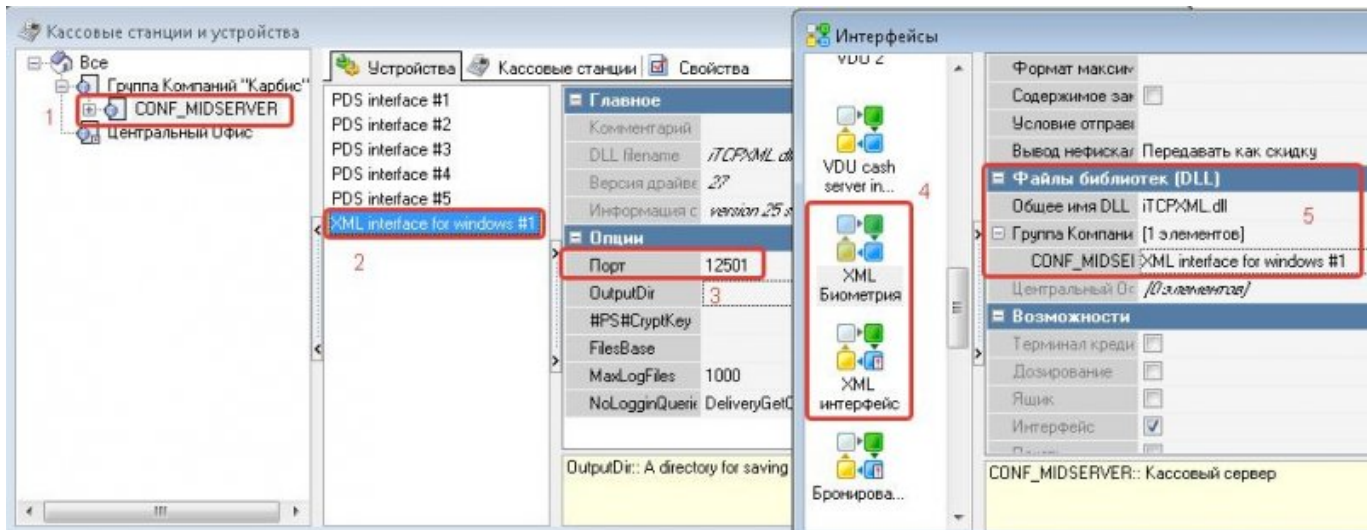 Кассовые станции и устройства
Все
Группа Компаний "Карбис"
1
CONF_MIDSERVER
Центральный Офис
Устройства
Кассовые станции
Свойства
PDS interface #1
PDS interface #2
PDS interface #3
PDS interface #4
PDS interface #5
XML interface for windows #1
2
Главное
Комментарий
DLL filename iTCPXML.dl
Версия драйве 27
Информация с version 25 s
Опции
Порт 12501
OutputDir
3
#PS#CryptKey
FilesBase
MaxLogFiles 1000
NoLogginQuerie DeliveryGetC
OutputDir:: A directory for saving
Интерфейсы
VDU 2
VDU cash
server in...
4
XML
Биометрия
XML
интерфейс
Бронирова...
Формат максим
Содержимое зак
Условие отправи
Вывод нефискал Передавать как скидку
Файлы библиотек (DLL)
Общее имя DLL iTCPXML.dll
5
Группа Компани [1 элементов]
CONF_MIDSEI XML interface for windows #1
Центральный Ос [0 элементов]
Возможности
Терминал креди
Дозирование
Ящик
Интерфейс
CONF_MIDSERVER:: Кассовый сервер